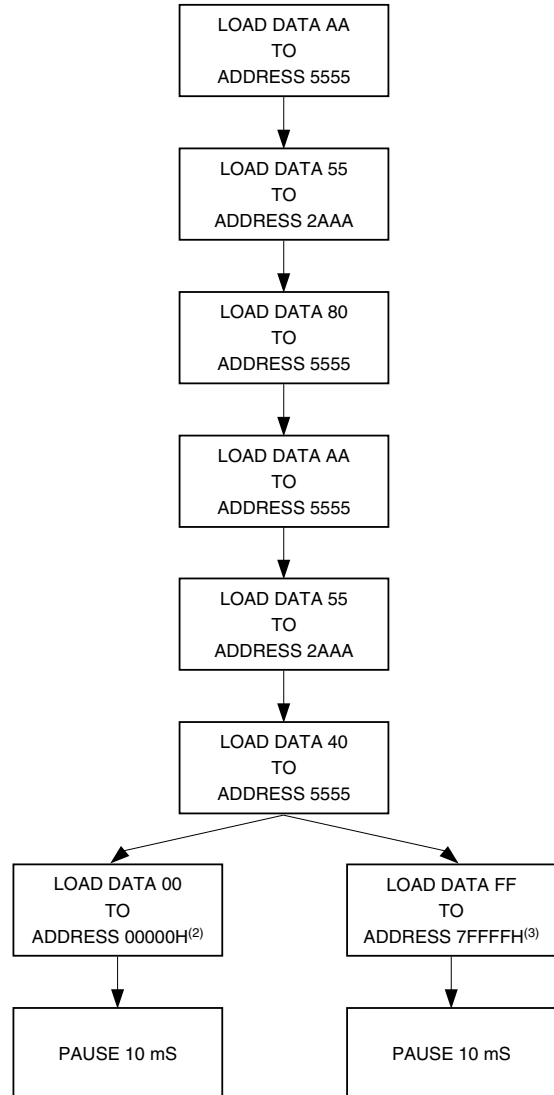 LOAD DATA AA
TO
ADDRESS 5555
LOAD DATA 55
TO
ADDRESS 2AAA
LOAD DATA 80
TO
ADDRESS 5555
LOAD DATA AA
TO
ADDRESS 5555
LOAD DATA 55
TO
ADDRESS 2AAA
LOAD DATA 40
TO
ADDRESS 5555
LOAD DATA 00
TO
ADDRESS 00000H(2)
PAUSE 10 mS
LOAD DATA FF
TO
ADDRESS 7FFFFH(3)
PAUSE 10 mS